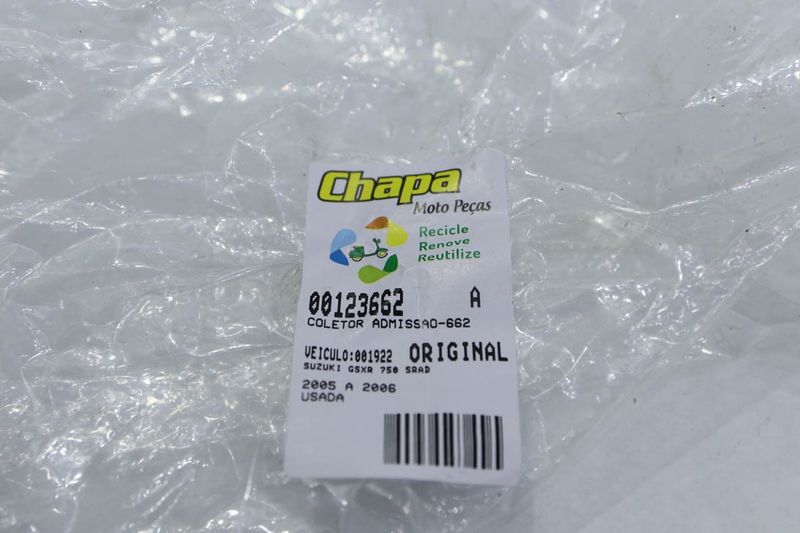 Chapa
Moto Peças
Recicle
Renove
Reutilize
00123662 A
COLETOR ADMISSAO-662
VEICULO:001922 ORIGINAL
SUZUKI GSXR 750 SRAD
2005 A 2006
USADA